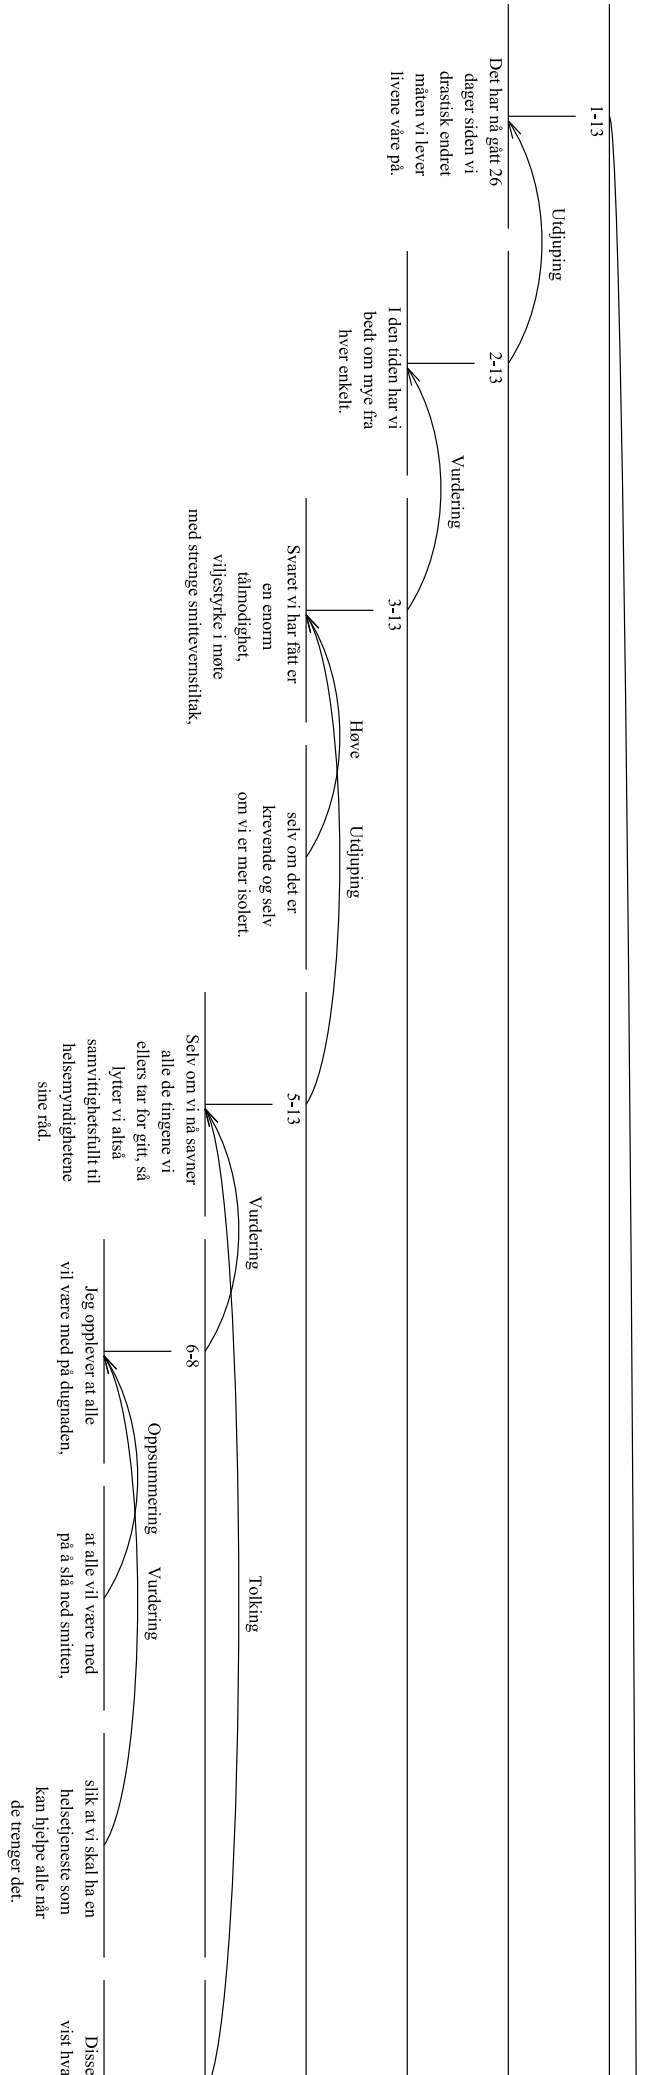 1-13
Det har nå gått 26
dager siden vi
drastisk endret
måten vi lever
livene våre på.
Utdjuping
2-13
I den tiden har vi
bedt om mye fra
hver enkelt.
Vurdering
3-13
Svaret vi har fått er
en enorm
tålmodighet,
viljestyrke i møte
med strenge smittevernstiltak,
Høve
selv om det er
krevende og selv
om vi er mer isolert.
Utdjuping
5-13
Selv om vi nå savner
alle de tingene vi
ellers tar for gitt, så
lytter vi altså
samvittighetsfullt til
helsemyndighetene
sine råd.
Vurdering
6-8
Jeg opplever at alle
vil være med på dugnaden,
Oppsummering
at alle vil være med
på å slå ned smitten,
Vurdering
slik at vi skal ha en
helsetjeneste som
kan hjelpe alle når
de trenger det.
Tolking
Disse
vist hva